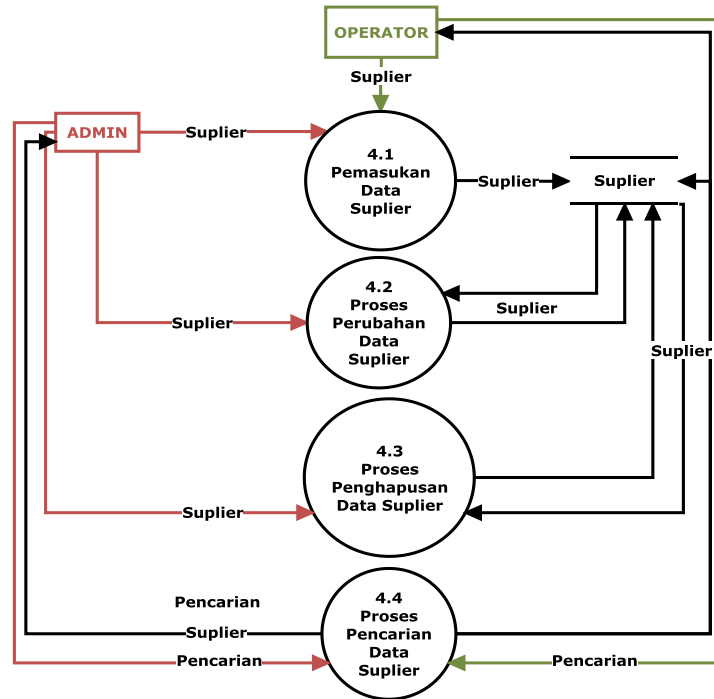 OPERATOR
Suplier
ADMIN
Suplier
4.1
Pemasukan
Data
Suplier
Suplier
Suplier
4.2
Proses
Perubahan
Data
Suplier
Suplier
Suplier
Suplier
4.3
Proses
Penghapusan
Data Suplier
Suplier
4.4
Proses
Pencarian
Data
Suplier
Pencarian
Suplier
Pencarian
Pencarian